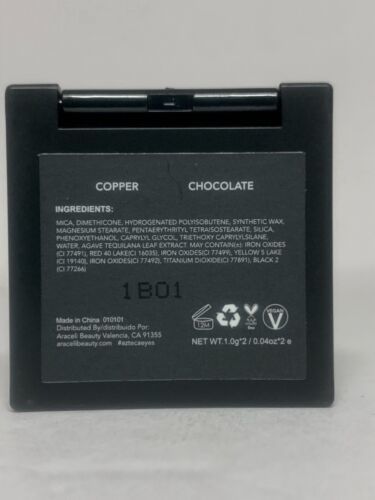 COPPER CHOCOLATE
INGREDIENTS:
MICA, DIMETHICONE, HYDROGENATED POLYISOBUTENE, SYNTHETIC WAX,
MAGNESIUM STEARATE, PENTAERYTHRITYL TETRAISOSTEARATE, SILICA,
PHENOXYETHANOL, CAPRYLYL GLYCOL, TRIETHOXY CAPRYLYLSILANE,
WATER, AGAVE TEQUILANA LEAF EXTRACT. MAY CONTAIN(±): IRON OXIDES
(CI 77491), RED 40 LAKE(CI 16035), IRON OXIDES(CI 77499), YELLOW 5 LAKE
(CI 19140), IRON OXIDES(CI 77492), TITANIUM DIOXIDE(CI 77891), BLACK 2
(CI 77266)
1B01
Made in China 010101
Distributed By/distribuido Por:
Araceli Beauty Valencia, CA 91355
aracelibeauty.com #aztecaeyes
12M
VEGAN
V
NET WT.1.0g*2 / 0.04oz*2 e